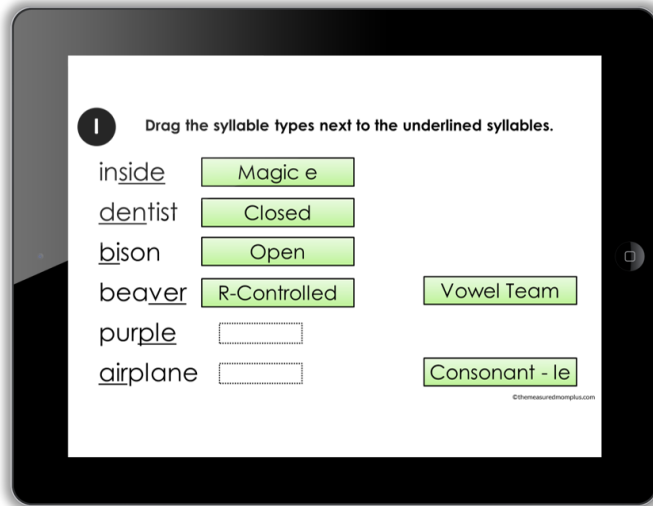 1 Drag the syllable types next to the underlined syllables.
inside Magic e
dentist Closed
bison Open
beaver R-Controlled Vowel Team
purple
airplane Consonant - le
©themeasuredmomplus.com